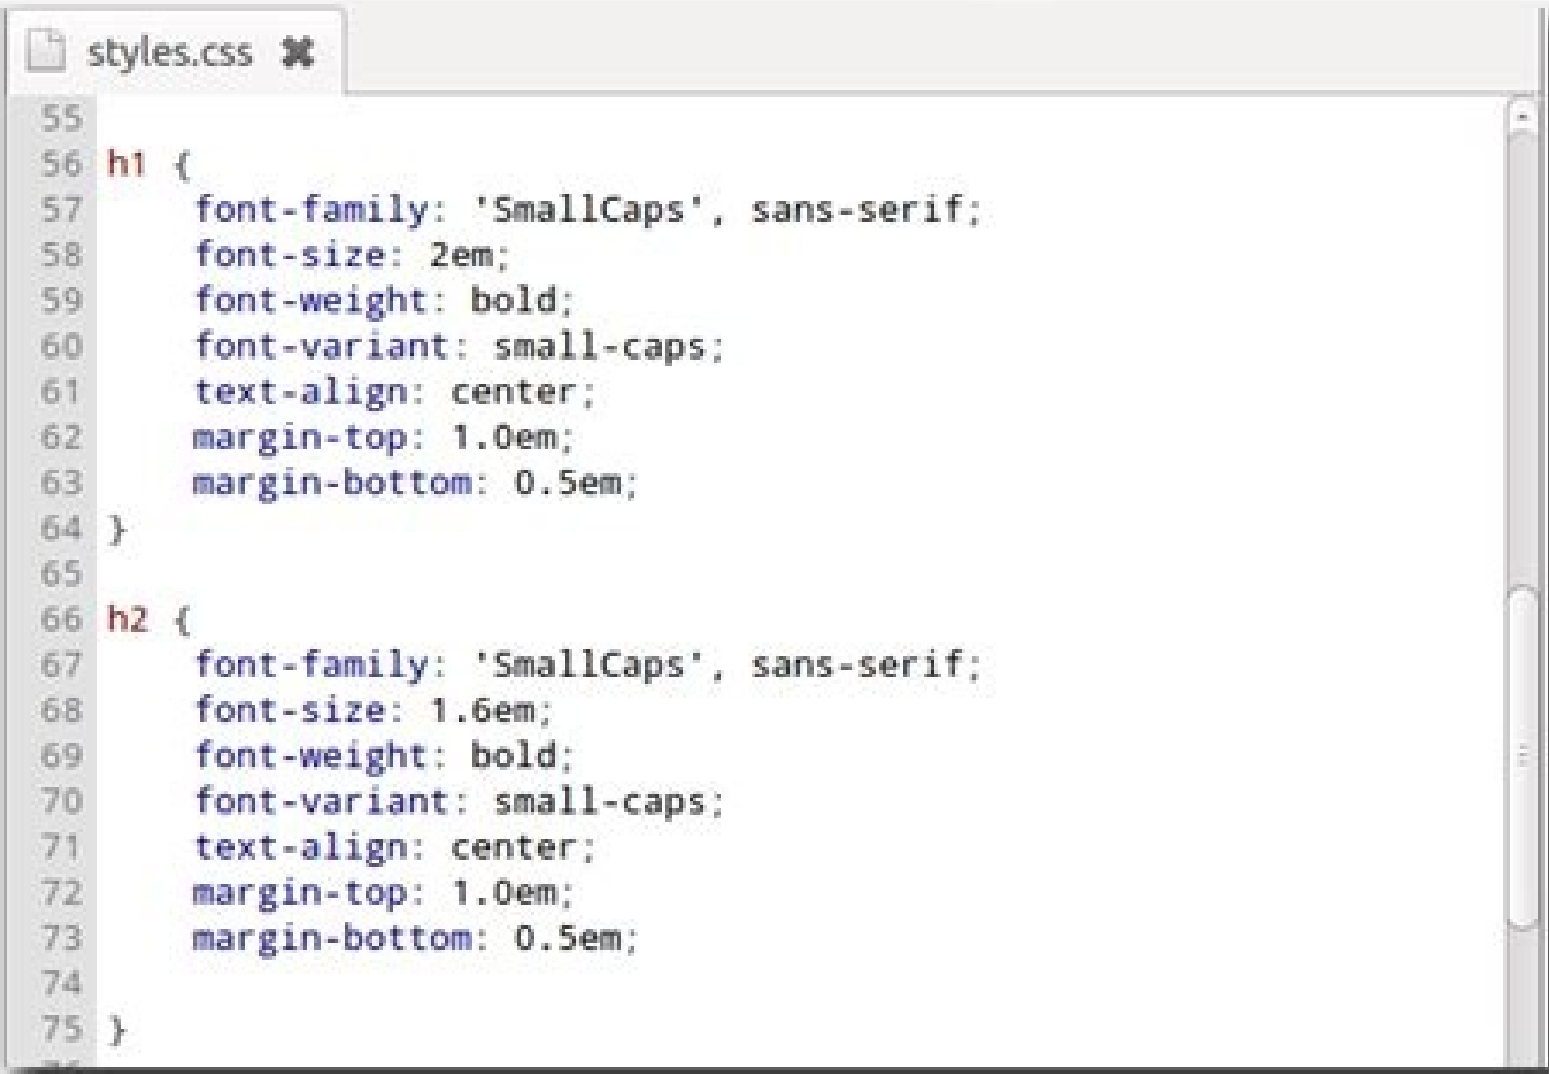 styles.css
55
56 h1 {
57     font-family: 'SmallCaps', sans-serif;
58     font-size: 2em;
59     font-weight: bold;
60     font-variant: small-caps;
61     text-align: center;
62     margin-top: 1.0em;
63     margin-bottom: 0.5em;
64 }
65
66 h2 {
67     font-family: 'SmallCaps', sans-serif;
68     font-size: 1.6em;
69     font-weight: bold;
70     font-variant: small-caps;
71     text-align: center;
72     margin-top: 1.0em;
73     margin-bottom: 0.5em;
74
75 }